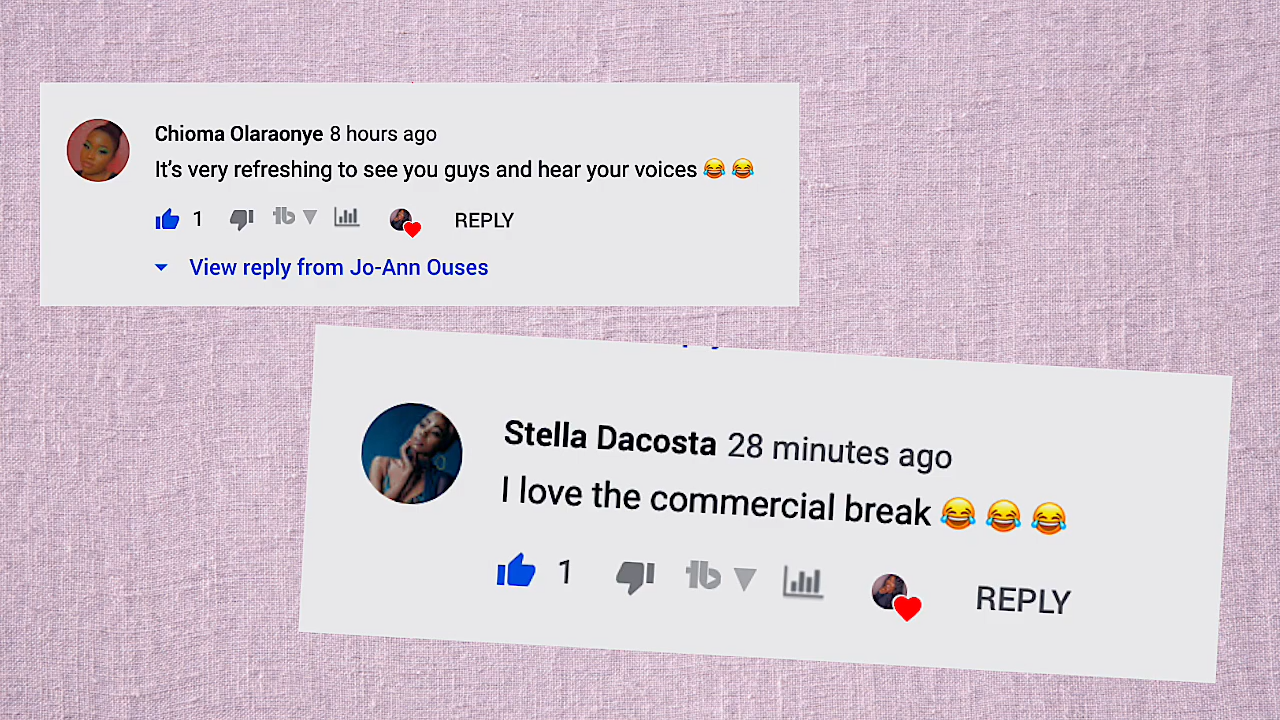 Chioma Olaraonye 8 hours ago
It's very refreshing to see you guys and hear your voices 😂 😂
1 REPLY
View reply from Jo-Ann Ouses
Stella Dacosta 28 minutes ago
I love the commercial break 😂 😂 😂
1 REPLY